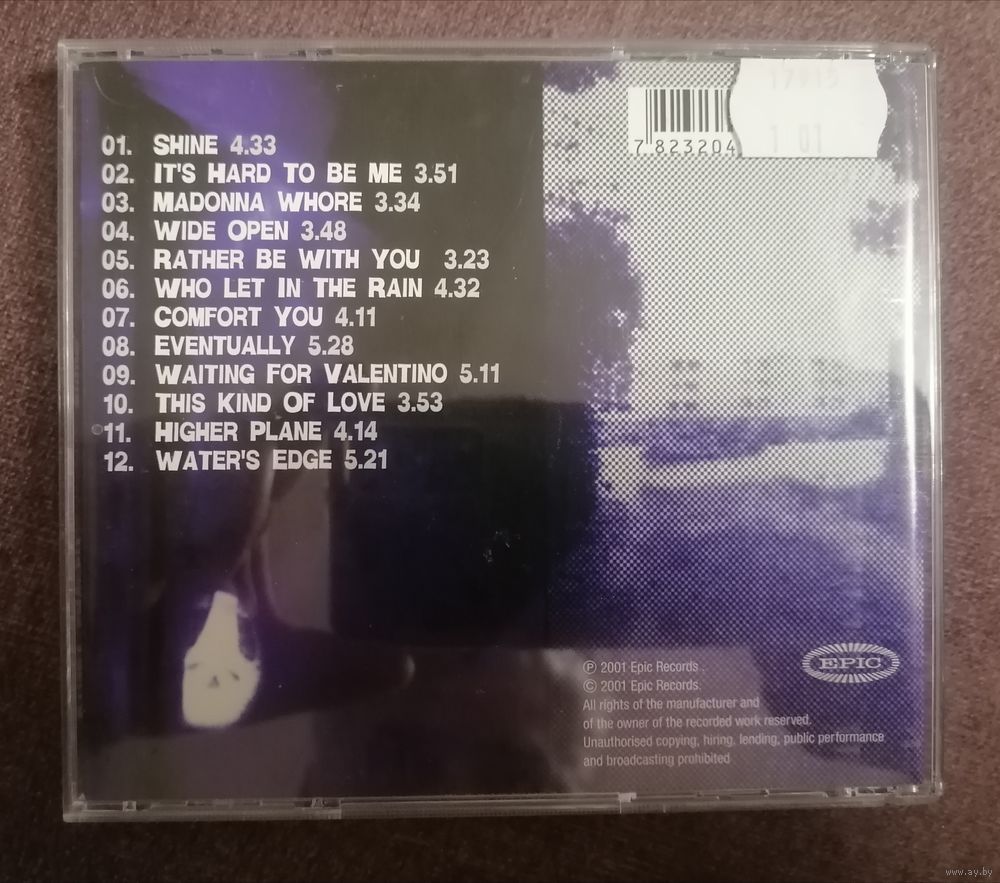 17915
1 01
7 823204
01. SHINE 4.33
02. IT'S HARD TO BE ME 3.51
03. MADONNA WHORE 3.34
04. WIDE OPEN 3.48
05. RATHER BE WITH YOU 3.23
06. WHO LET IN THE RAIN 4.32
07. COMFORT YOU 4.11
08. EVENTUALLY 5.28
09. WAITING FOR VALENTINO 5.11
10. THIS KIND OF LOVE 3.53
11. HIGHER PLANE 4.14
12. WATER'S EDGE 5.21
EPIC
℗ 2001 Epic Records .
© 2001 Epic Records.
All rights of the manufacturer and
of the owner of the recorded work reserved.
Unauthorised copying, hiring, lending, public performance
and broadcasting prohibited
www.ay.by